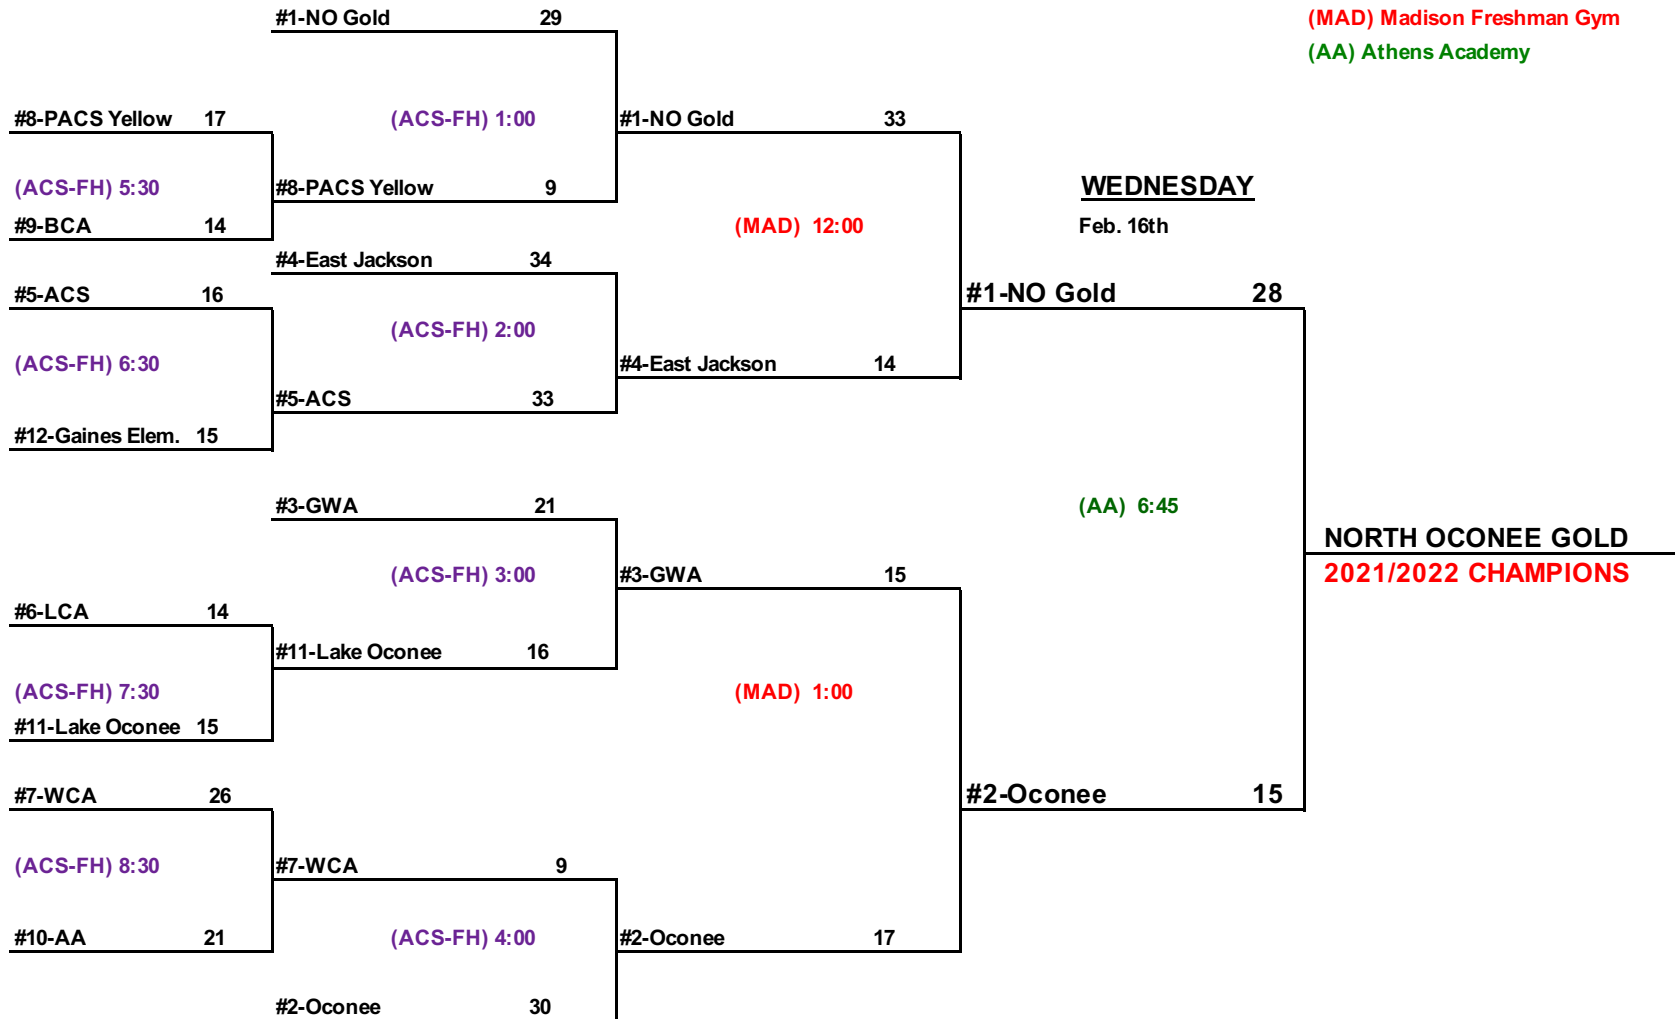 #1-NO Gold 29
(MAD) Madison Freshman Gym
(AA) Athens Academy
#8-PACS Yellow 17
(ACS-FH) 1:00
#1-NO Gold 33
(ACS-FH) 5:30
#8-PACS Yellow 9
WEDNESDAY
#9-BCA 14
(MAD) 12:00
Feb. 16th
#4-East Jackson 34
#5-ACS 16
#1-NO Gold 28
(ACS-FH) 2:00
(ACS-FH) 6:30
#4-East Jackson 14
#5-ACS 33
#12-Gaines Elem. 15
#3-GWA 21
(AA) 6:45
NORTH OCONEE GOLD
(ACS-FH) 3:00
#3-GWA 15
2021/2022 CHAMPIONS
#6-LCA 14
#11-Lake Oconee 16
(ACS-FH) 7:30
(MAD) 1:00
#11-Lake Oconee 15
#7-WCA 26
#2-Oconee 15
(ACS-FH) 8:30
#7-WCA 9
#10-AA 21
(ACS-FH) 4:00
#2-Oconee 17
#2-Oconee 30